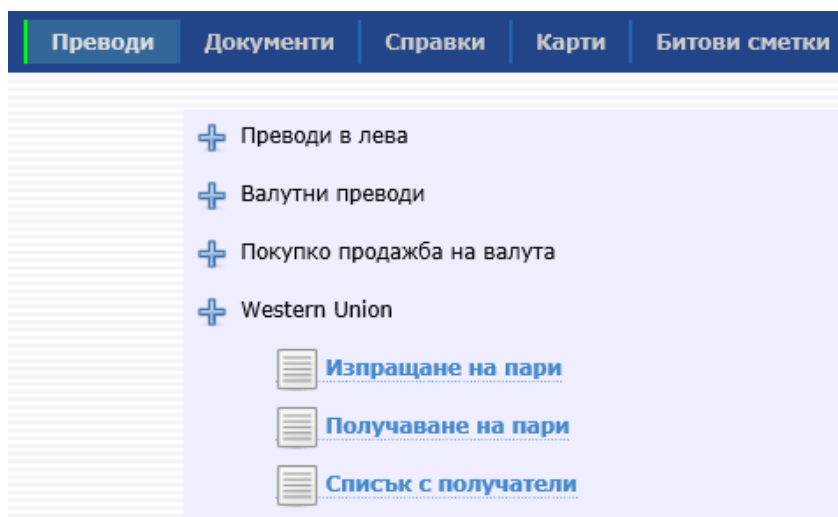 Преводи Документи Справки Карти Битови сметки
Преводи в лева
Валутни преводи
Покупко продажба на валута
Western Union
Изпращане на пари
Получаване на пари
Списък с получатели